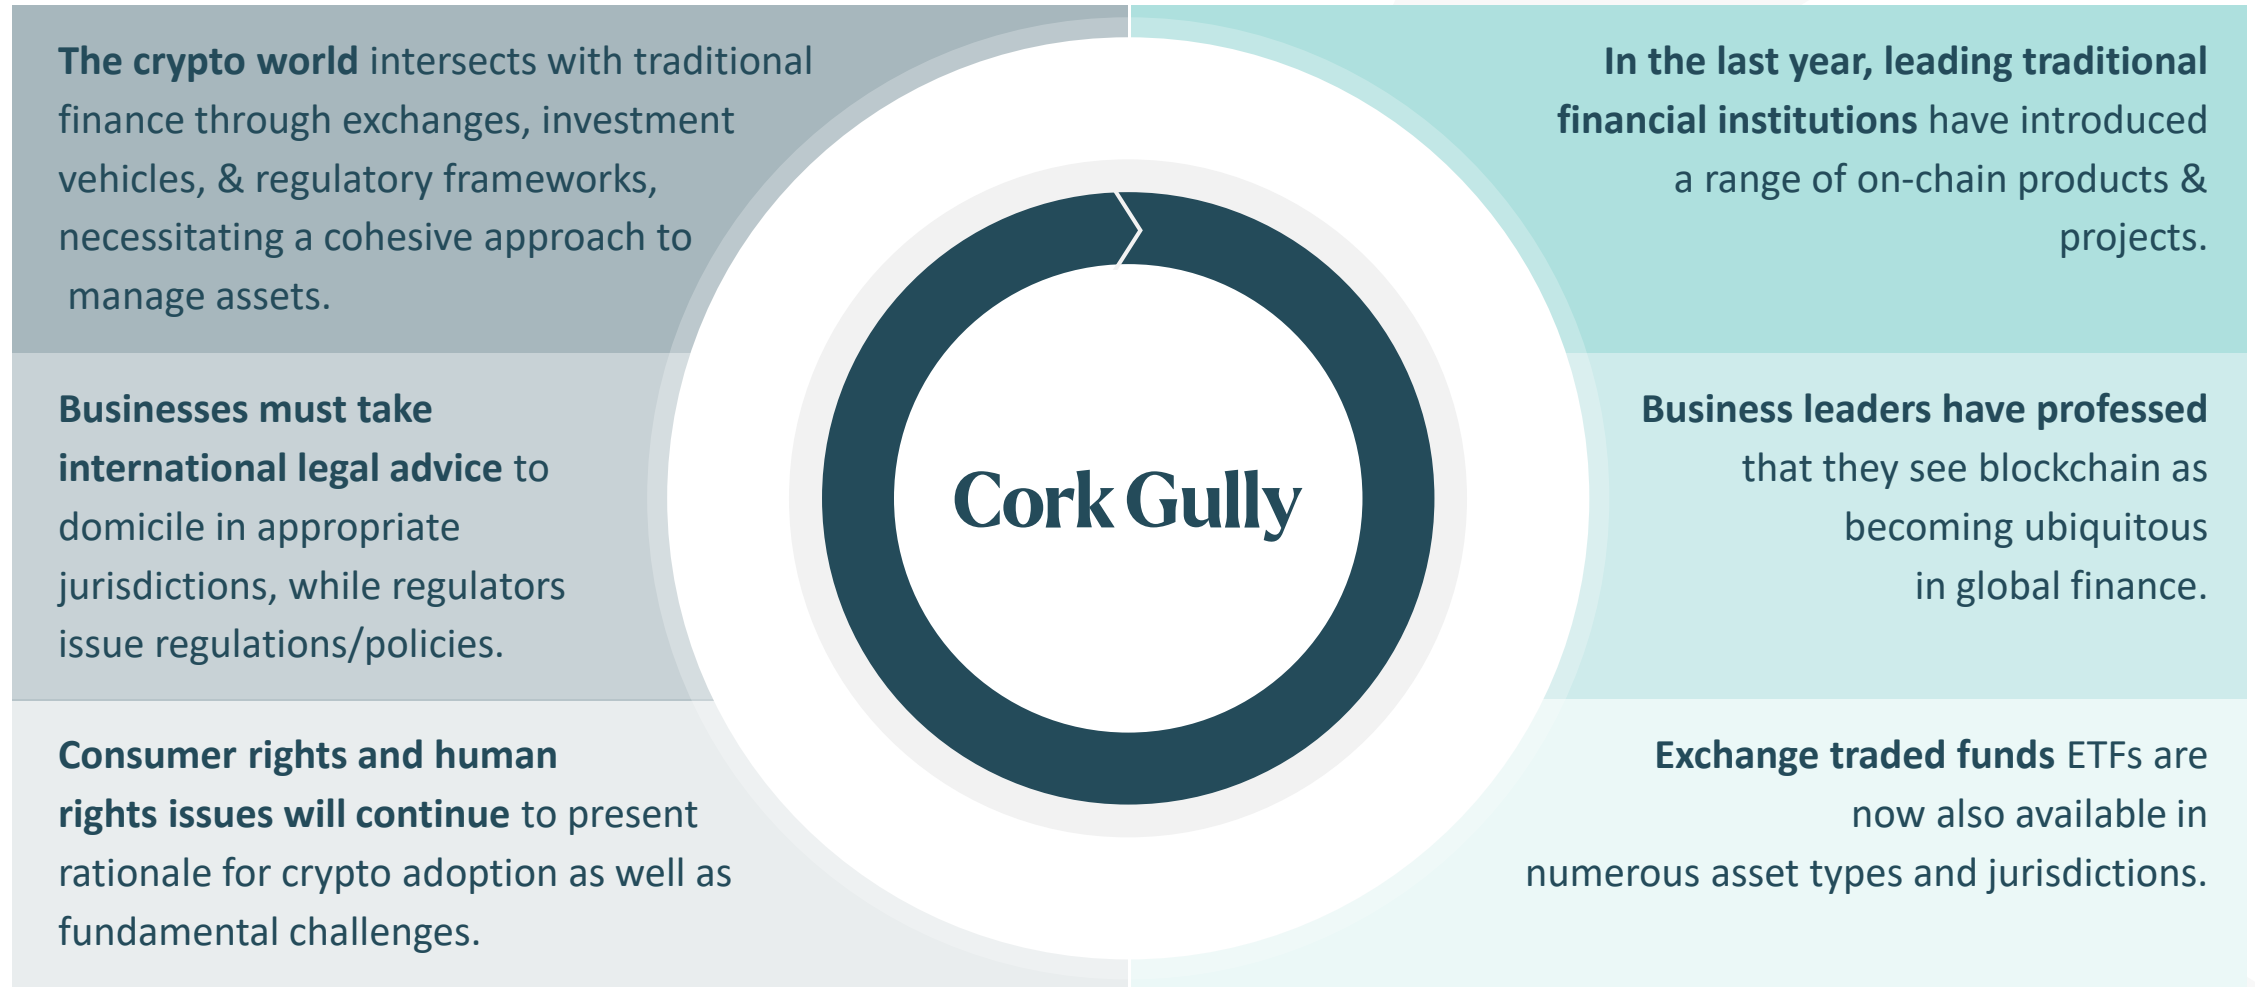 The crypto world intersects with traditional
finance through exchanges, investment
vehicles, & regulatory frameworks,
necessitating a cohesive approach to
manage assets.
Businesses must take
international legal advice to
domicile in appropriate
jurisdictions, while regulators
issue regulations/policies.
Consumer rights and human
rights issues will continue to present
rationale for crypto adoption as well as
fundamental challenges.
Cork Gully
In the last year, leading traditional
financial institutions have introduced
a range of on-chain products &
projects.
Business leaders have professed
that they see blockchain as
becoming ubiquitous
in global finance.
Exchange traded funds ETFs are
now also available in
numerous asset types and jurisdictions.